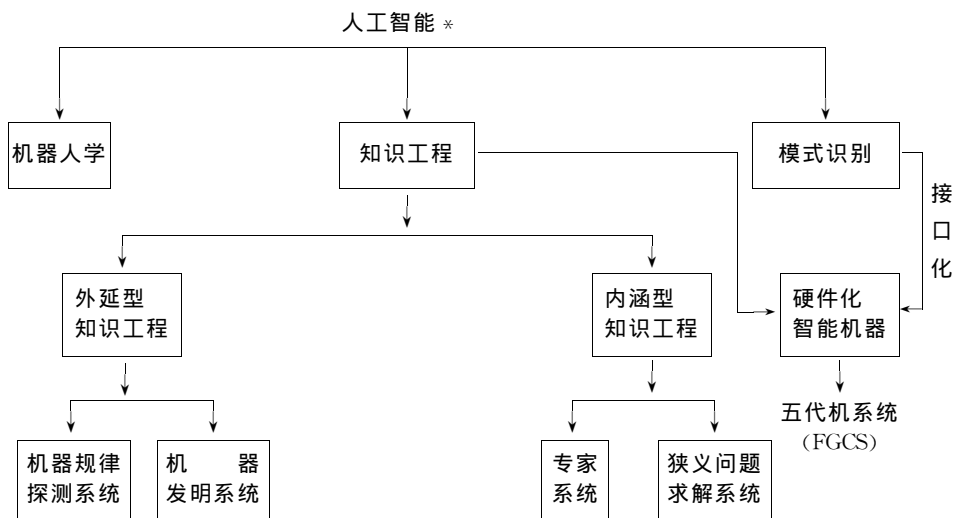 人工智能 *
机器人学
知识工程
模式识别
接
口
化
外延型
知识工程
内涵型
知识工程
硬件化
智能机器
五代机系统
(FGCS)
机器规律
探测系统
机 器
发明系统
专家
系统
狭义问题
求解系统